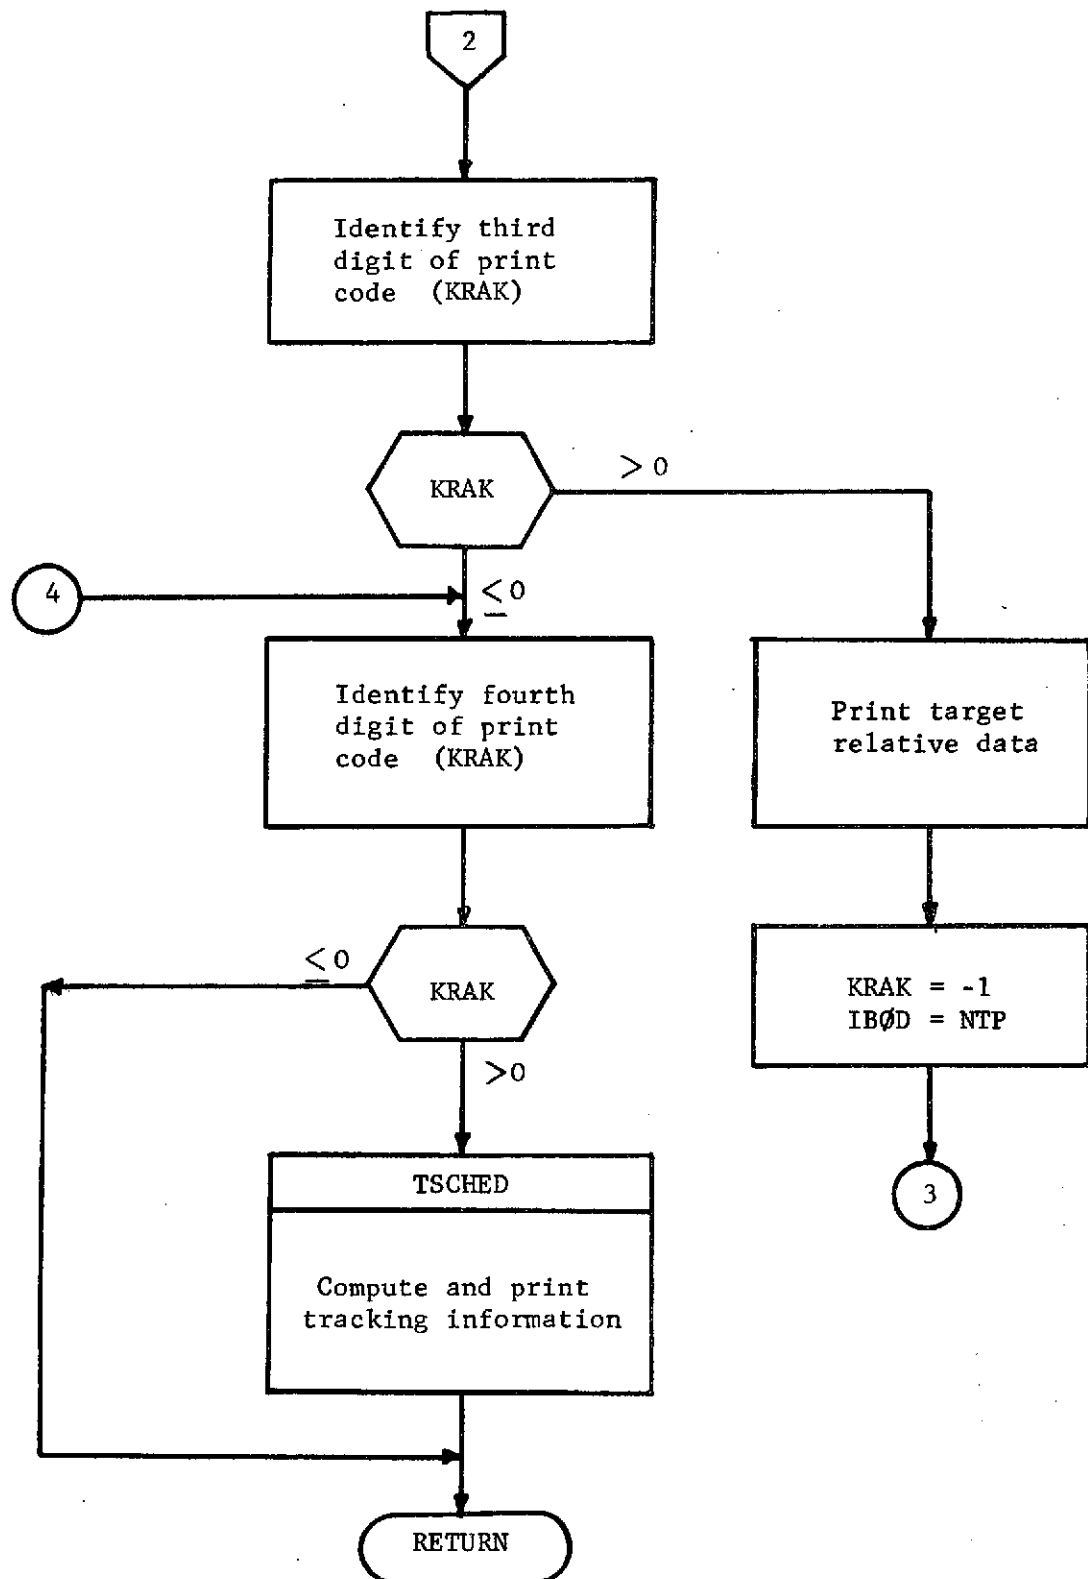 2
Identify third
digit of print
code (KRAK)
KRAK
> 0
4
≤0
Identify fourth
digit of print
code (KRAK)
Print target
relative data
≤0
KRAK
>0
KRAK = -1
IBØD = NTP
TSCHED
3
Compute and print
tracking information
RETURN